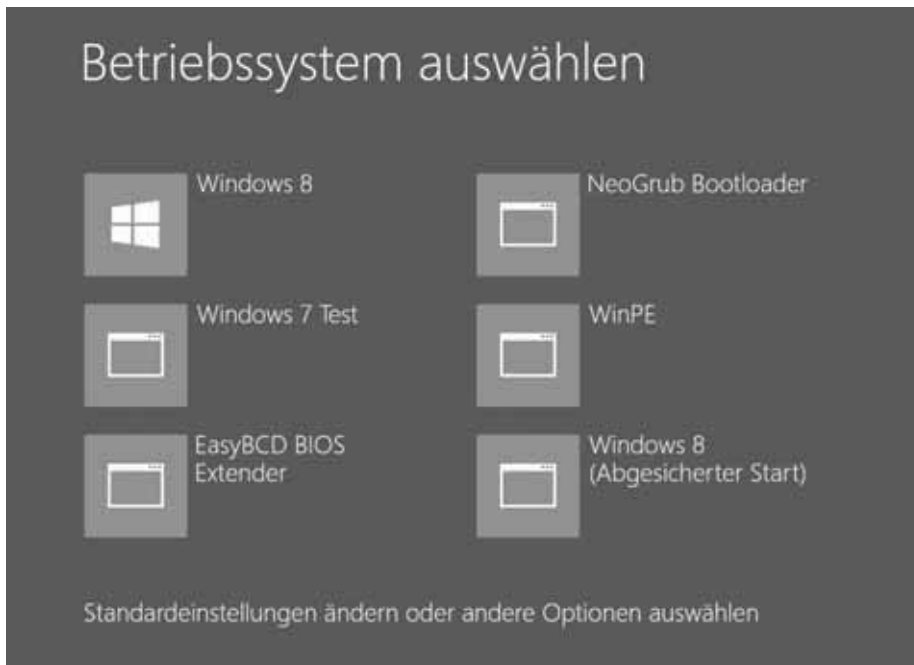 Betriebssystem auswählen
Windows 8
NeoGrub Bootloader
Windows 7 Test
WinPE
EasyBCD BIOS
Extender
Windows 8
(Abgesicherter Start)
Standardeinstellungen ändern oder andere Optionen auswählen